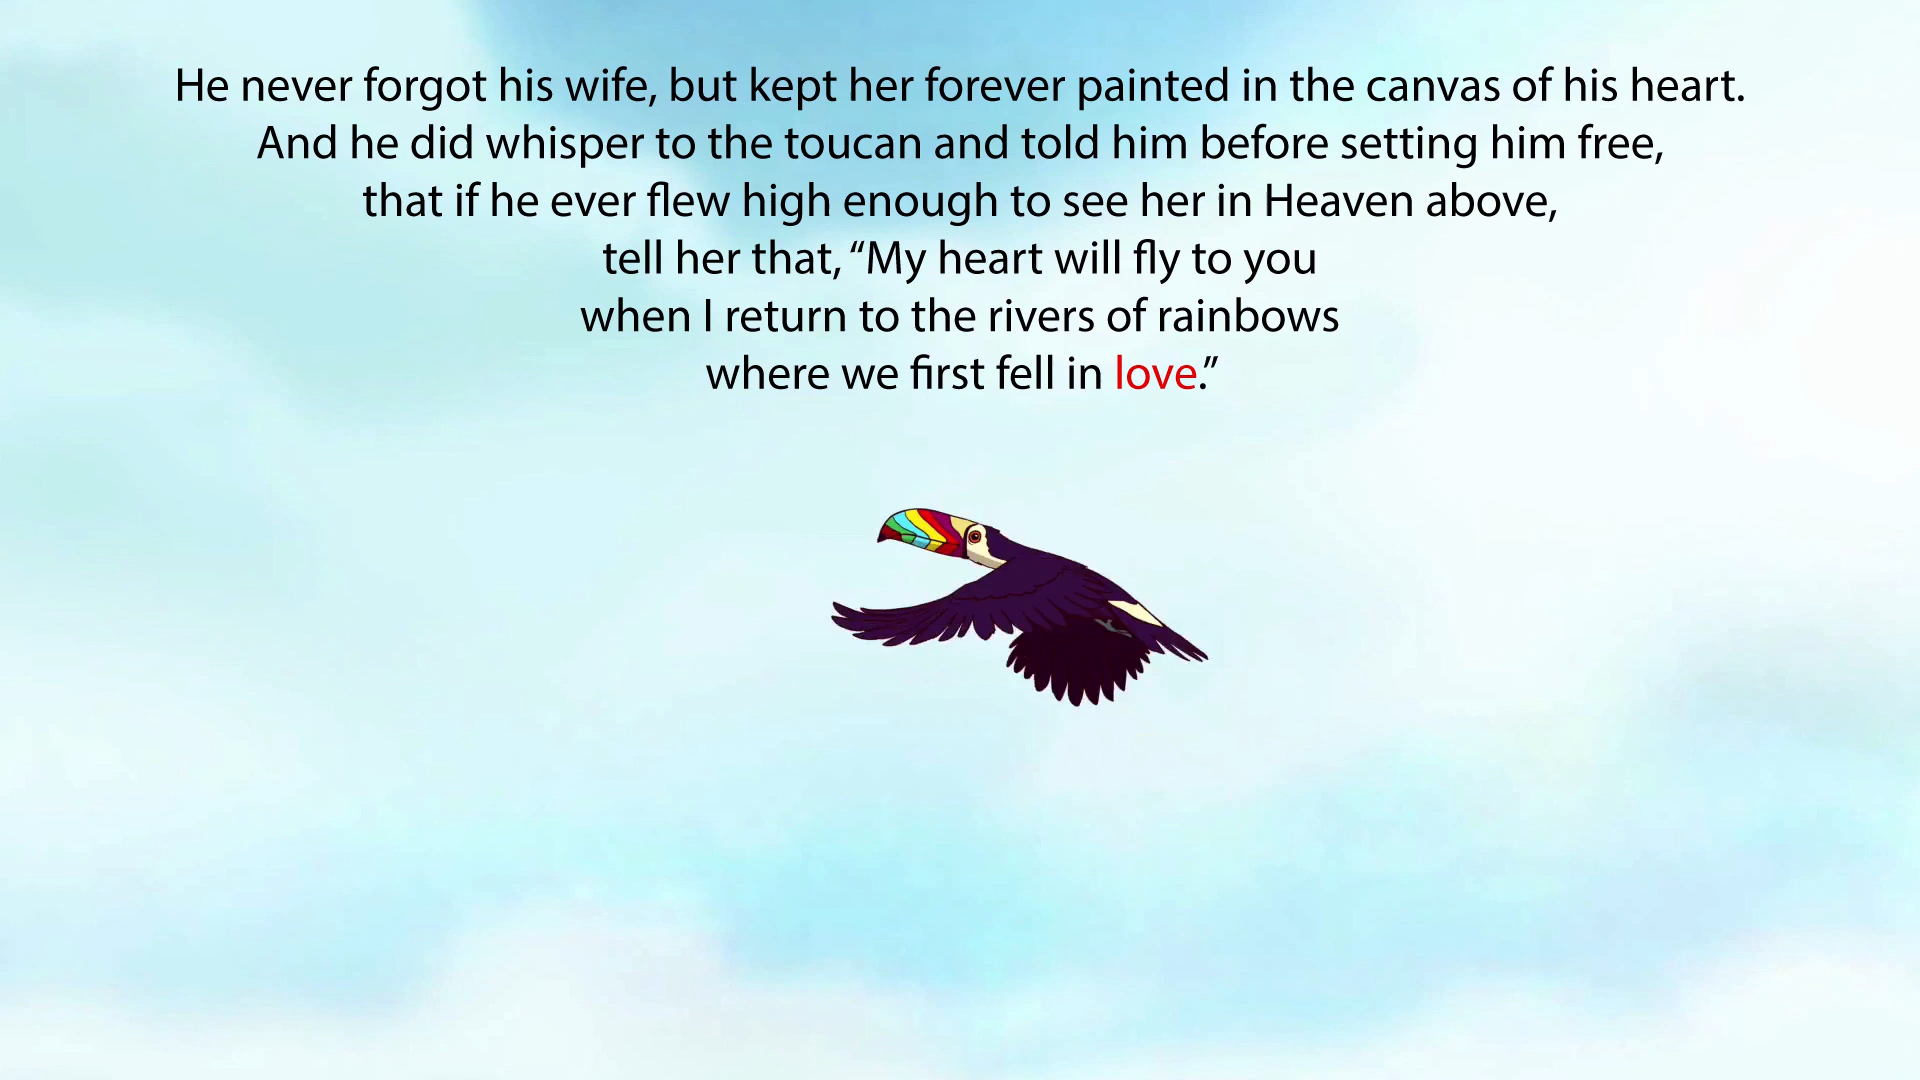 He never forgot his wife, but kept her forever painted in the canvas of his heart.
And he did whisper to the toucan and told him before setting him free,
that if he ever flew high enough to see her in Heaven above,
tell her that, “My heart will fly to you
when I return to the rivers of rainbows
where we first fell in love.”